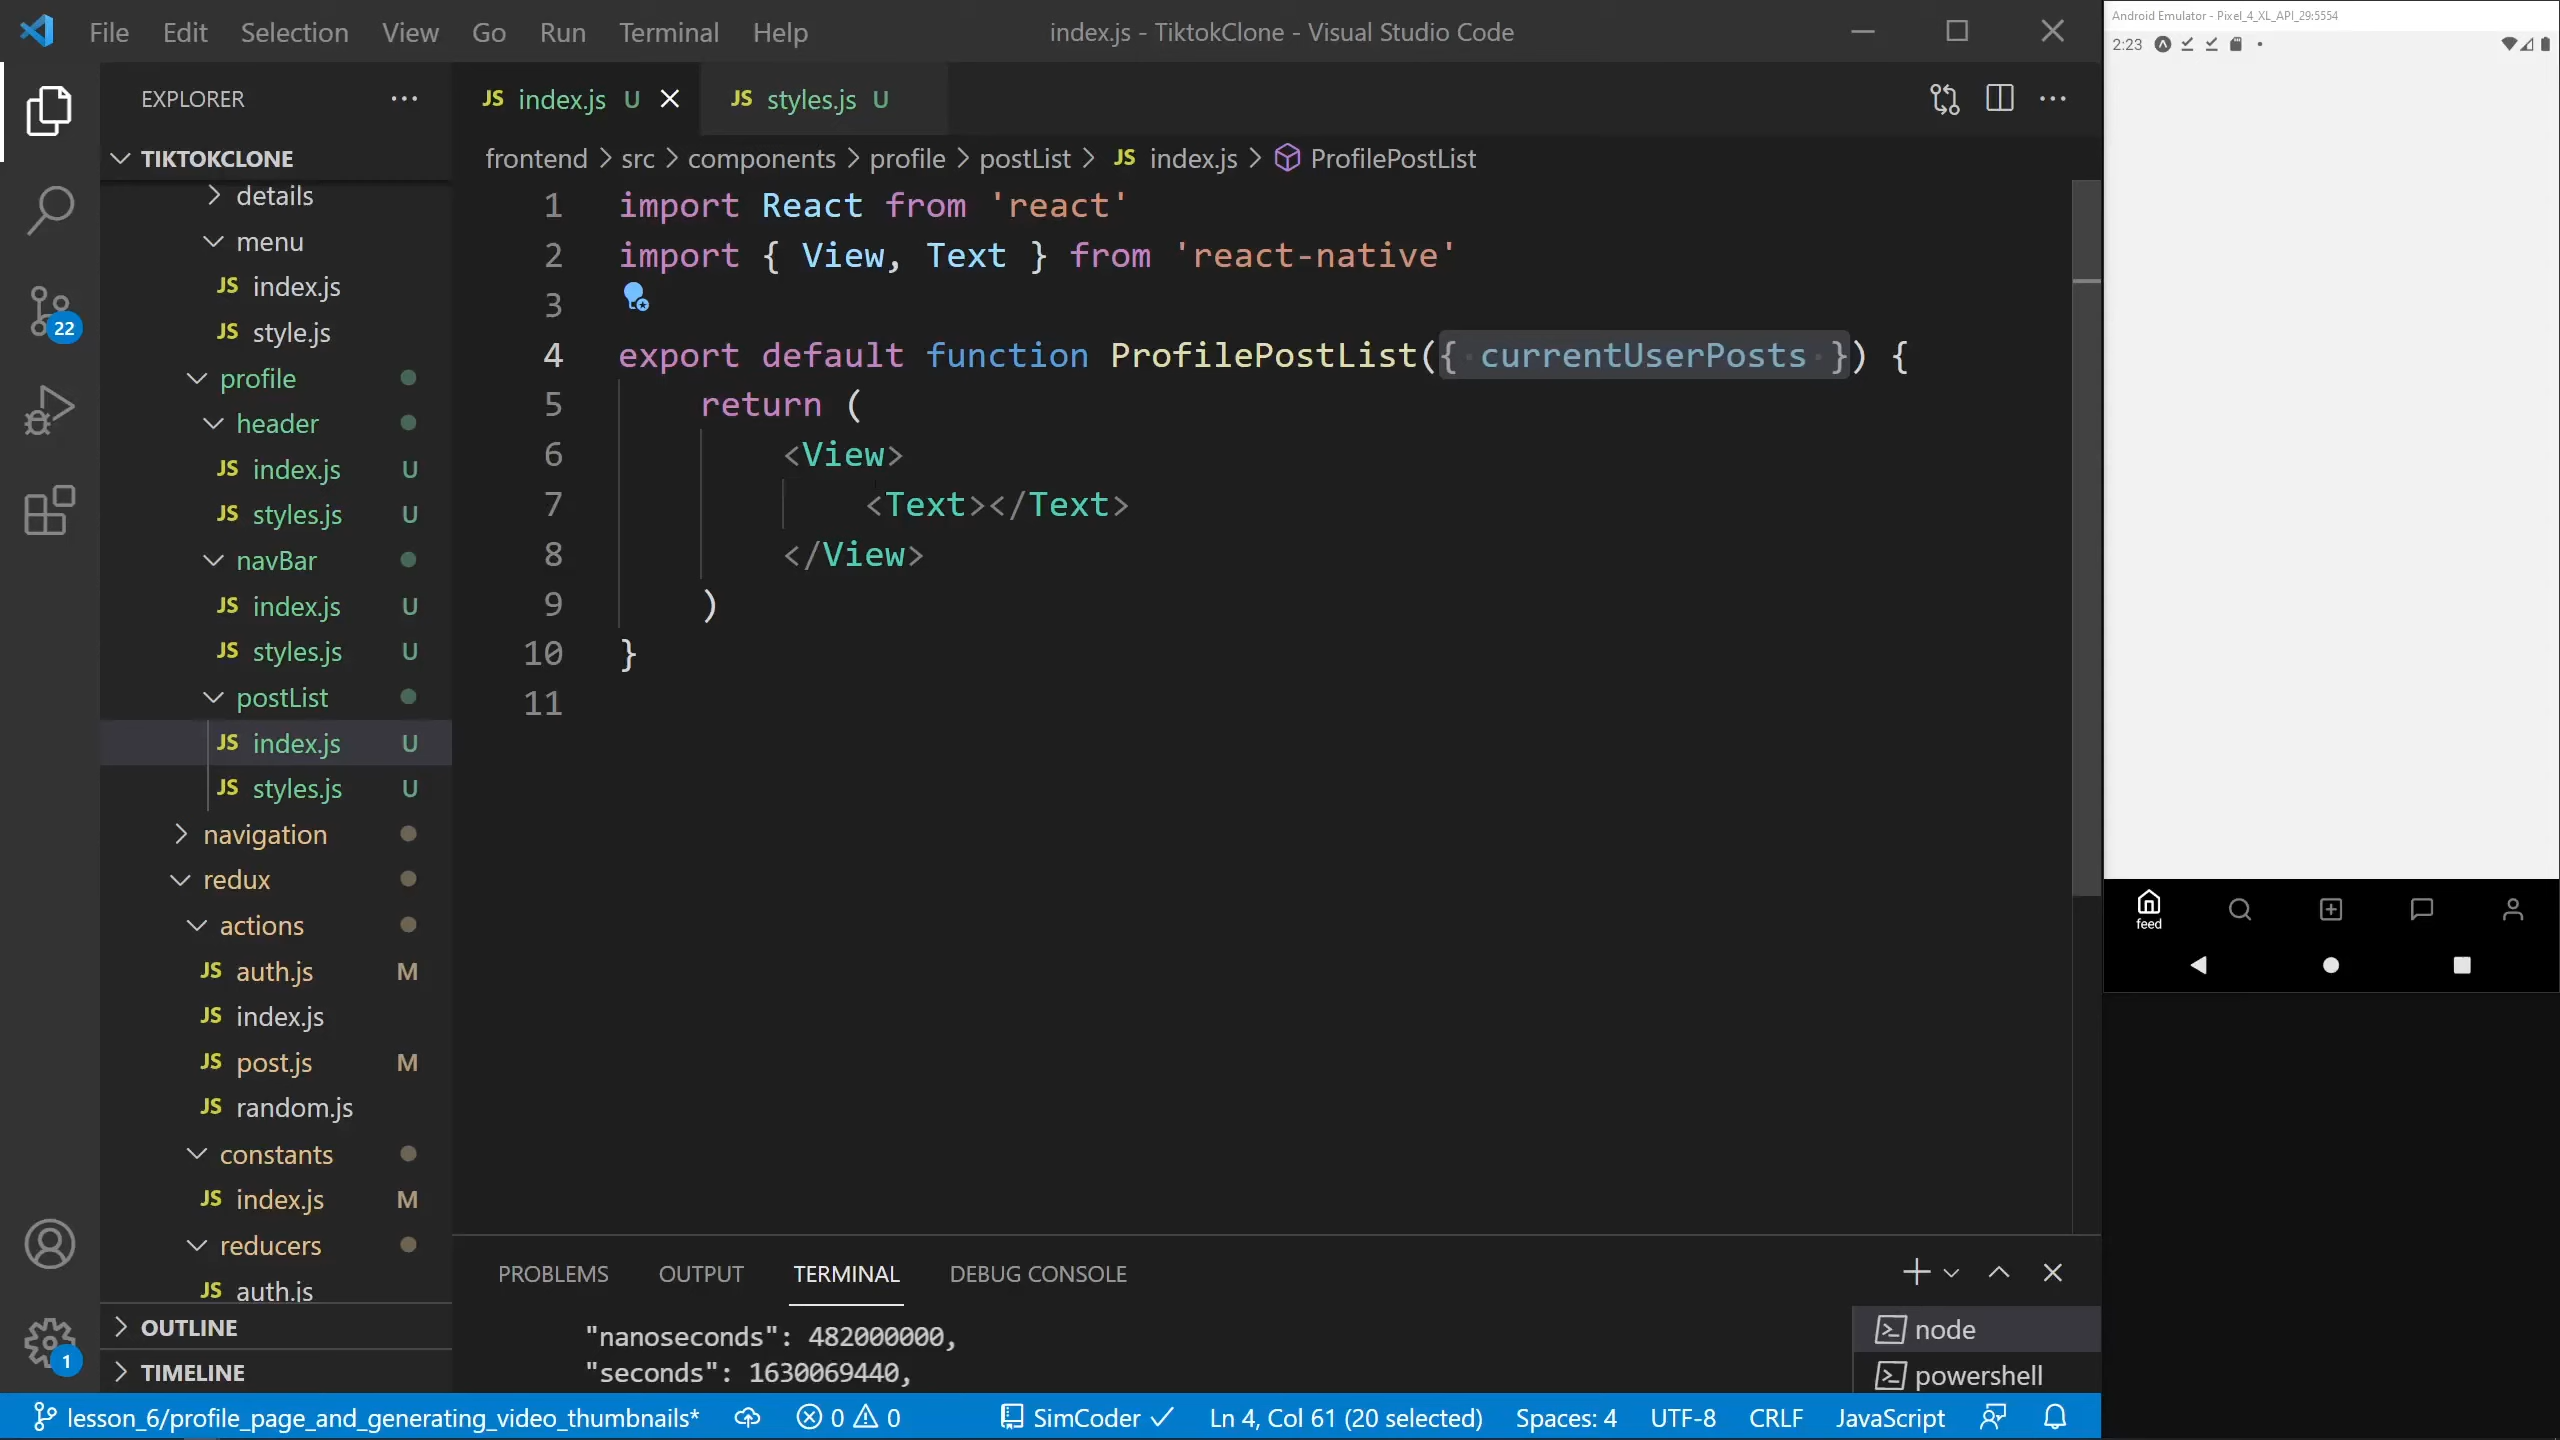 File Edit Selection View Go Run Terminal Help
index.js - TiktokClone - Visual Studio Code
Android Emulator - Pixel_4_XL_API_29:5554
2:23
EXPLORER
TIKTOKCLONE
details
menu
JS index.js
JS style.js
profile
header
JS index.js U
JS styles.js U
navBar
JS index.js U
JS styles.js U
postList
JS index.js U
JS styles.js U
navigation
redux
actions
JS auth.js M
JS index.js
JS post.js M
JS random.js
constants
JS index.js M
reducers
JS auth.js
OUTLINE
TIMELINE
22
1
JS index.js U
JS styles.js U
frontend > src > components > profile > postList > JS index.js > ProfilePostList
1 import React from 'react'
2 import { View, Text } from 'react-native'
3
4 export default function ProfilePostList({ currentUserPosts }) {
5 return (
6 <View>
7 <Text></Text>
8 </View>
9 )
10 }
11
PROBLEMS OUTPUT TERMINAL DEBUG CONSOLE
"nanoseconds": 482000000,
"seconds": 1630069440,
node
powershell
feed
lesson_6/profile_page_and_generating_video_thumbnails* 0 0 SimCoder Ln 4, Col 61 (20 selected) Spaces: 4 UTF-8 CRLF JavaScript